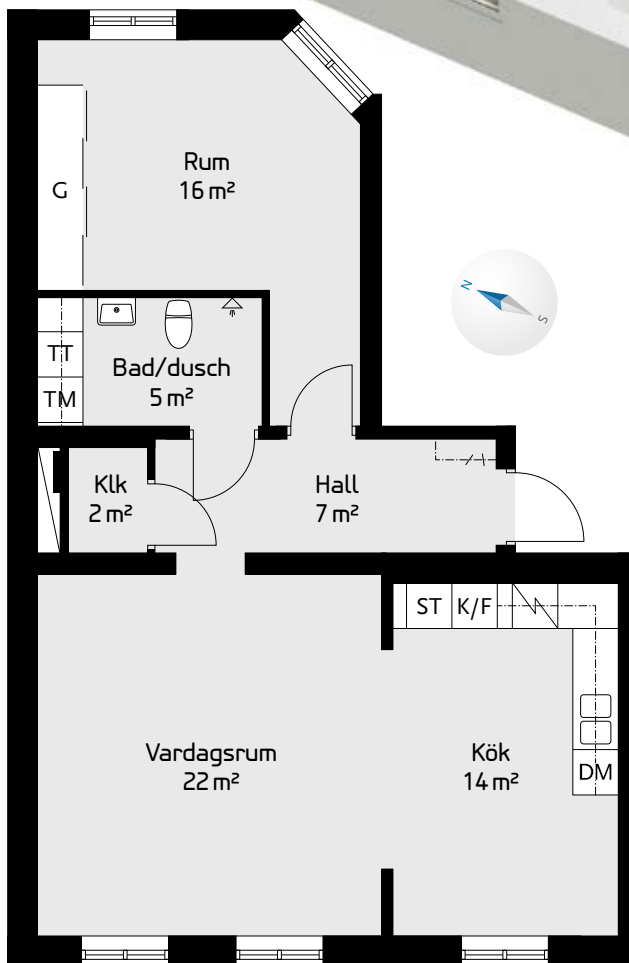 Rum
16 m²
G
N
S
TT
TM
Bad/dusch
5 m²
Klk
2 m²
Hall
7 m²
ST
K/F
Vardagsrum
22 m²
Kök
14 m²
DM